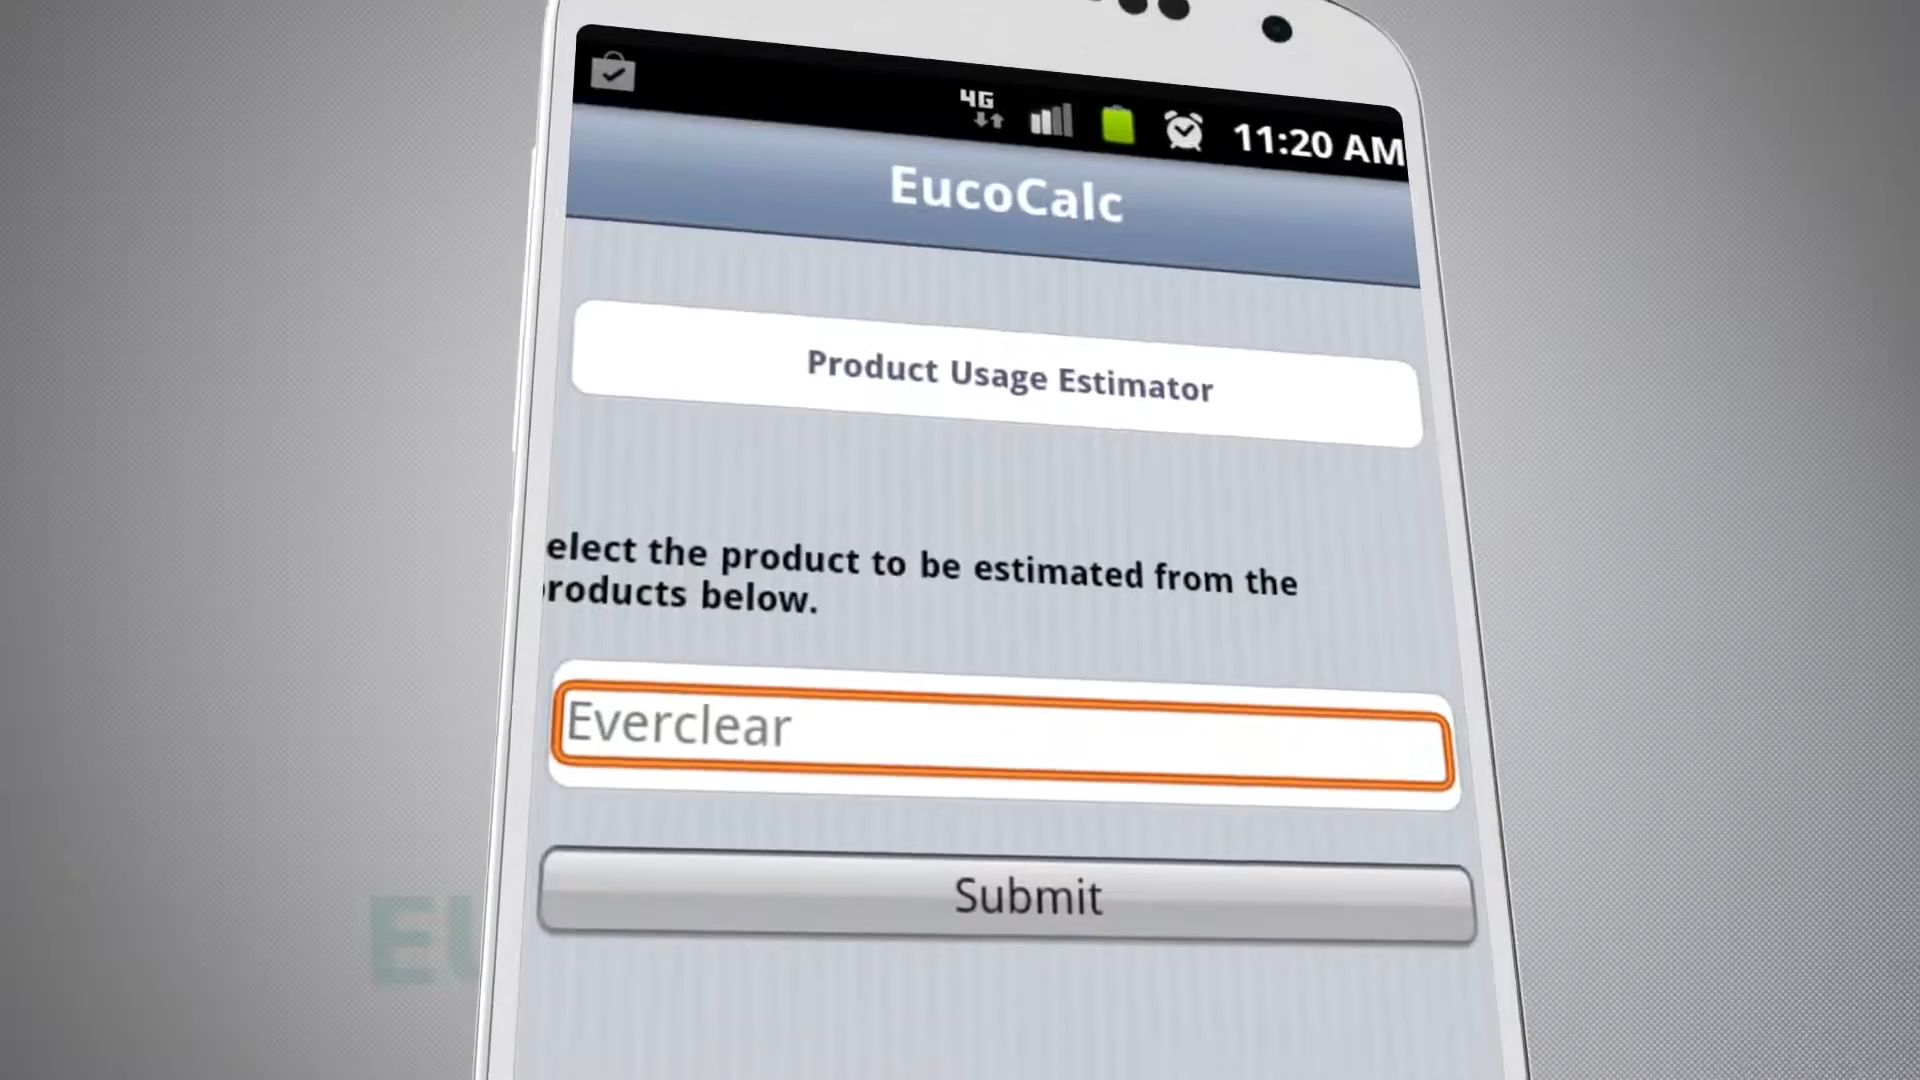 4G
11:20 AM
EucoCalc
Product Usage Estimator
elect the product to be estimated from the
roducts below.
Everclear
Submit
EU